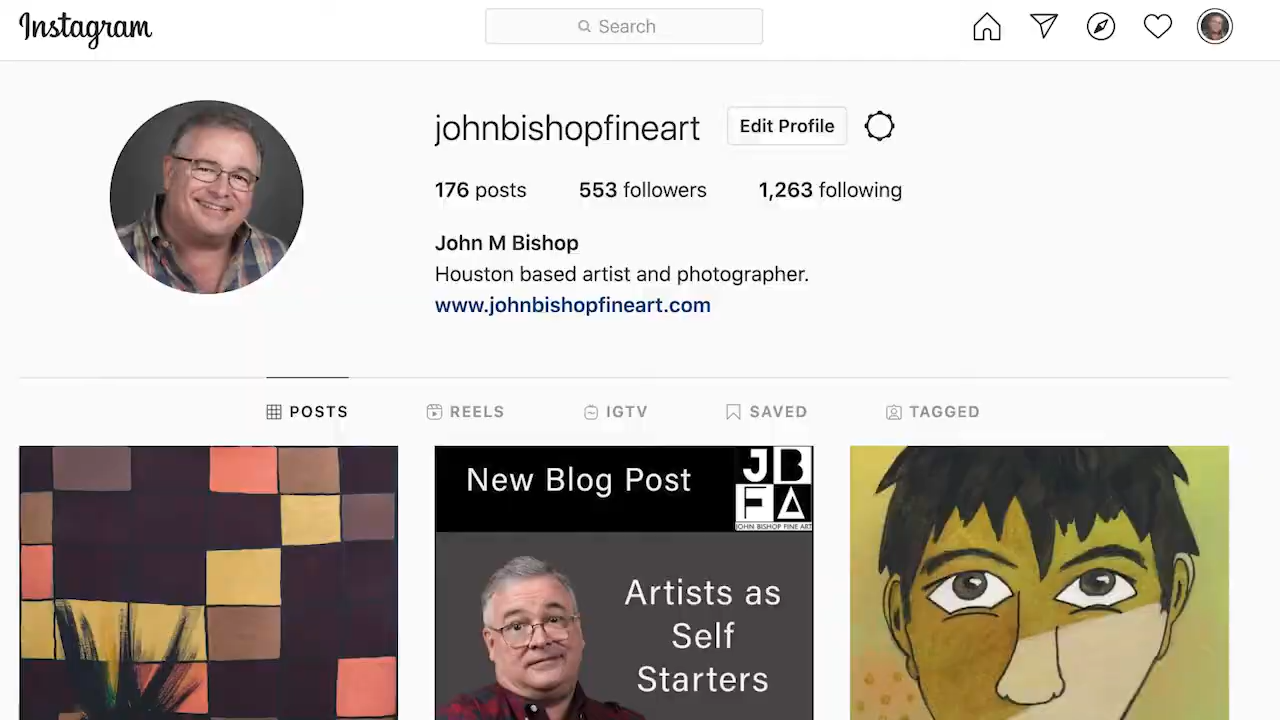 Instagram
Search
johnbishopfineart Edit Profile
176 posts 553 followers 1,263 following
John M Bishop
Houston based artist and photographer.
www.johnbishopfineart.com
POSTS REELS IGTV SAVED TAGGED
New Blog Post
JB
FA
JOHN BISHOP FINE ART
Artists as
Self
Starters